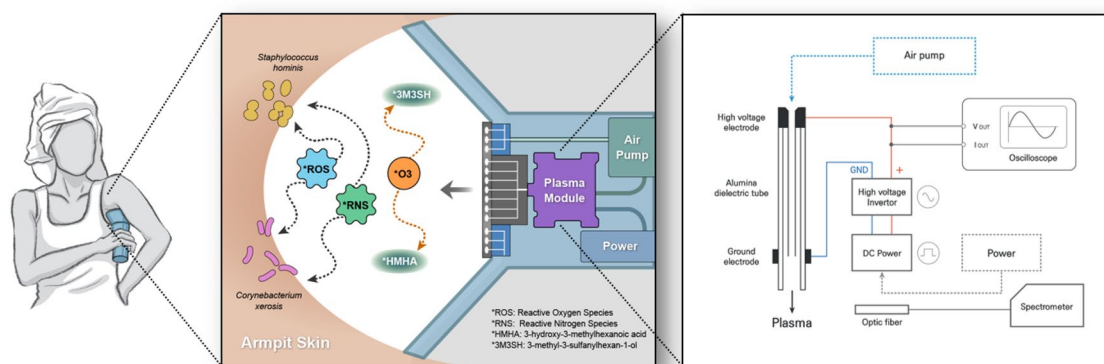 Staphylococcus
hominis
*3M3SH
*ROS
*O3
*RNS
*HMHA
Corynebacterium
xerosis
Armpit Skin
Air
Pump
Plasma
Module
Power
*ROS: Reactive Oxygen Species
*RNS: Reactive Nitrogen Species
*HMHA: 3-hydroxy-3-methylhexanoic acid
*3M3SH: 3-methyl-3-sulfanylhexan-1-ol
Air pump
High voltage
electrode
V OUT
I OUT
Oscilloscope
GND
+
Alumina
dielectric tube
High voltage
Invertor
Ground
electrode
DC Power
Power
Plasma
Optic fiber
Spectrometer